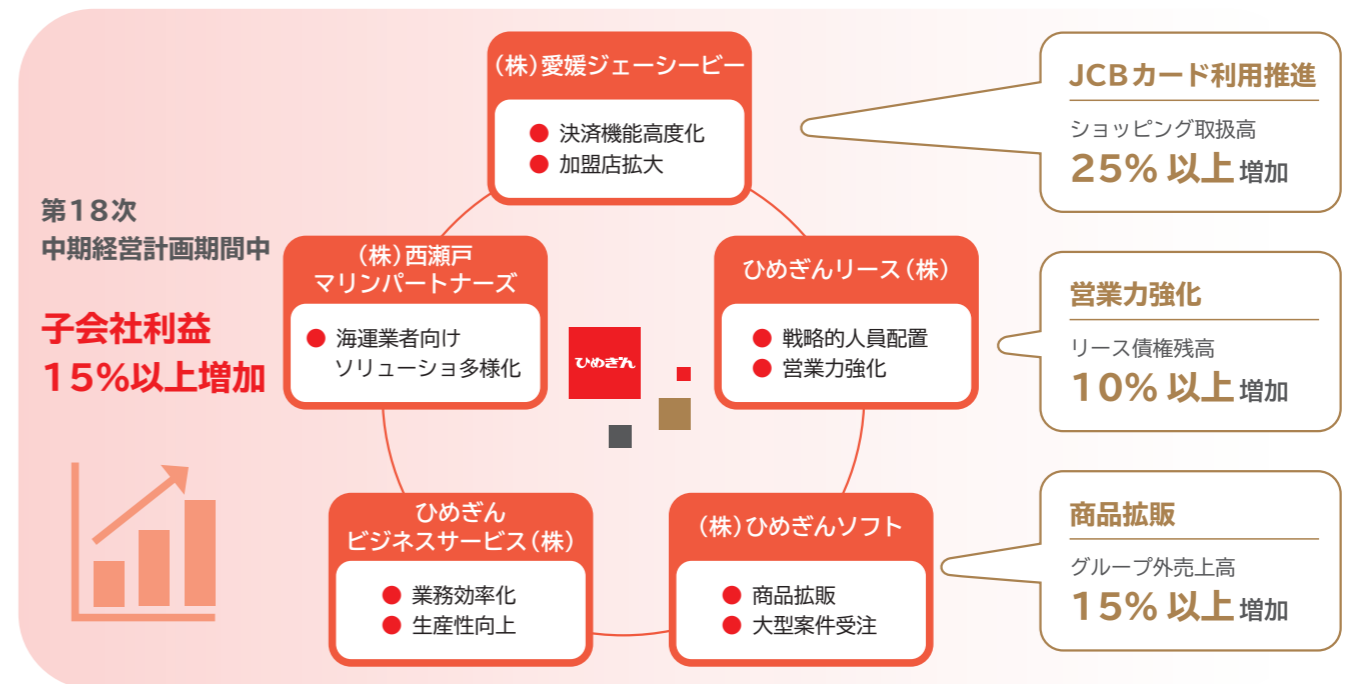 第18次
中期経営計画期間中
子会社利益
15%以上増加
(株)愛媛ジェーシービー
● 決済機能高度化
● 加盟店拡大
(株)西瀬戸
マリンパートナーズ
● 海運業者向け
ソリューショ多様化
ひめぎんリース(株)
● 戦略的人員配置
● 営業力強化
ひめぎん
ひめぎん
ビジネスサービス(株)
● 業務効率化
● 生産性向上
(株)ひめぎんソフト
● 商品拡販
● 大型案件受注
JCBカード利用推進
ショッピング取扱高
25% 以上 増加
営業力強化
リース債権残高
10% 以上 増加
商品拡販
グループ外売上高
15% 以上 増加